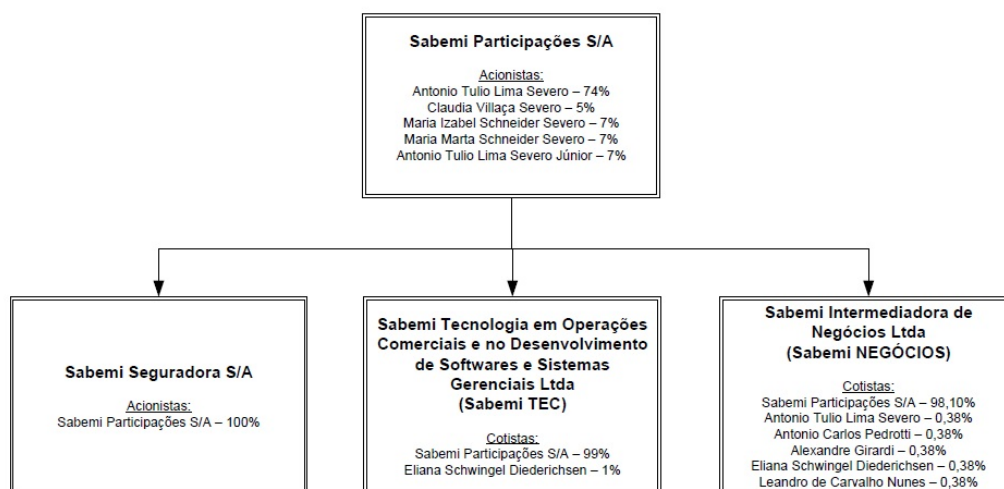 Sabemi Participações S/A
Acionistas:
Antonio Tulio Lima Severo – 74%
Claudia Villaça Severo – 5%
Maria Izabel Schneider Severo – 7%
Maria Marta Schneider Severo – 7%
Antonio Tulio Lima Severo Júnior – 7%
Sabemi Seguradora S/A
Acionistas:
Sabemi Participações S/A – 100%
Sabemi Tecnologia em Operações
Comerciais e no Desenvolvimento
de Softwares e Sistemas
Gerenciais Ltda
(Sabemi TEC)
Cotistas:
Sabemi Participações S/A – 99%
Eliana Schwingel Diederichsen – 1%
Sabemi Intermediadora de
Negócios Ltda
(Sabemi NEGÓCIOS)
Cotistas:
Sabemi Participações S/A – 98,10%
Antonio Tulio Lima Severo – 0,38%
Antonio Carlos Pedrotti – 0,38%
Alexandre Girardi – 0,38%
Eliana Schwingel Diederichsen – 0,38%
Leandro de Carvalho Nunes – 0,38%